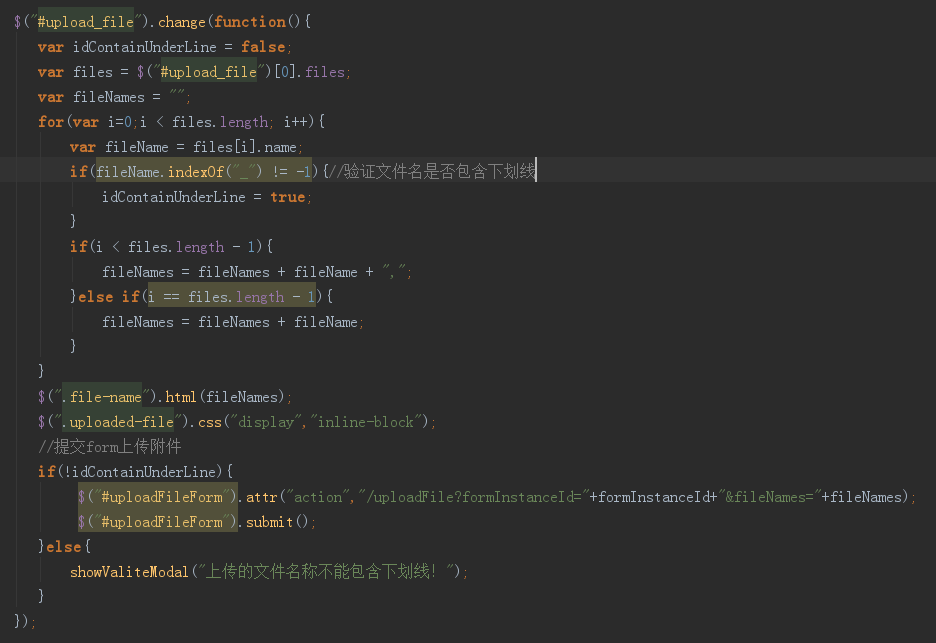 $("#upload_file").change(function(){
var idContainUnderLine = false;
var files = $("#upload_file")[0].files;
var fileNames = "";
for(var i=0;i < files.length; i++){
var fileName = files[i].name;
if(fileName.indexOf("_") != -1){//验证文件名是否包含下划线
idContainUnderLine = true;
}
if(i < files.length - 1){
fileNames = fileNames + fileName + ",";
}else if(i == files.length - 1){
fileNames = fileNames + fileName;
}
}
$(".file-name").html(fileNames);
$(".uploaded-file").css("display","inline-block");
//提交form上传附件
if(!idContainUnderLine){
$("#uploadFileForm").attr("action","/uploadFile?formInstanceId="+formInstanceId+"&fileNames="+fileNames);
$("#uploadFileForm").submit();
}else{
showValiteModal("上传的文件名称不能包含下划线！");
}
});